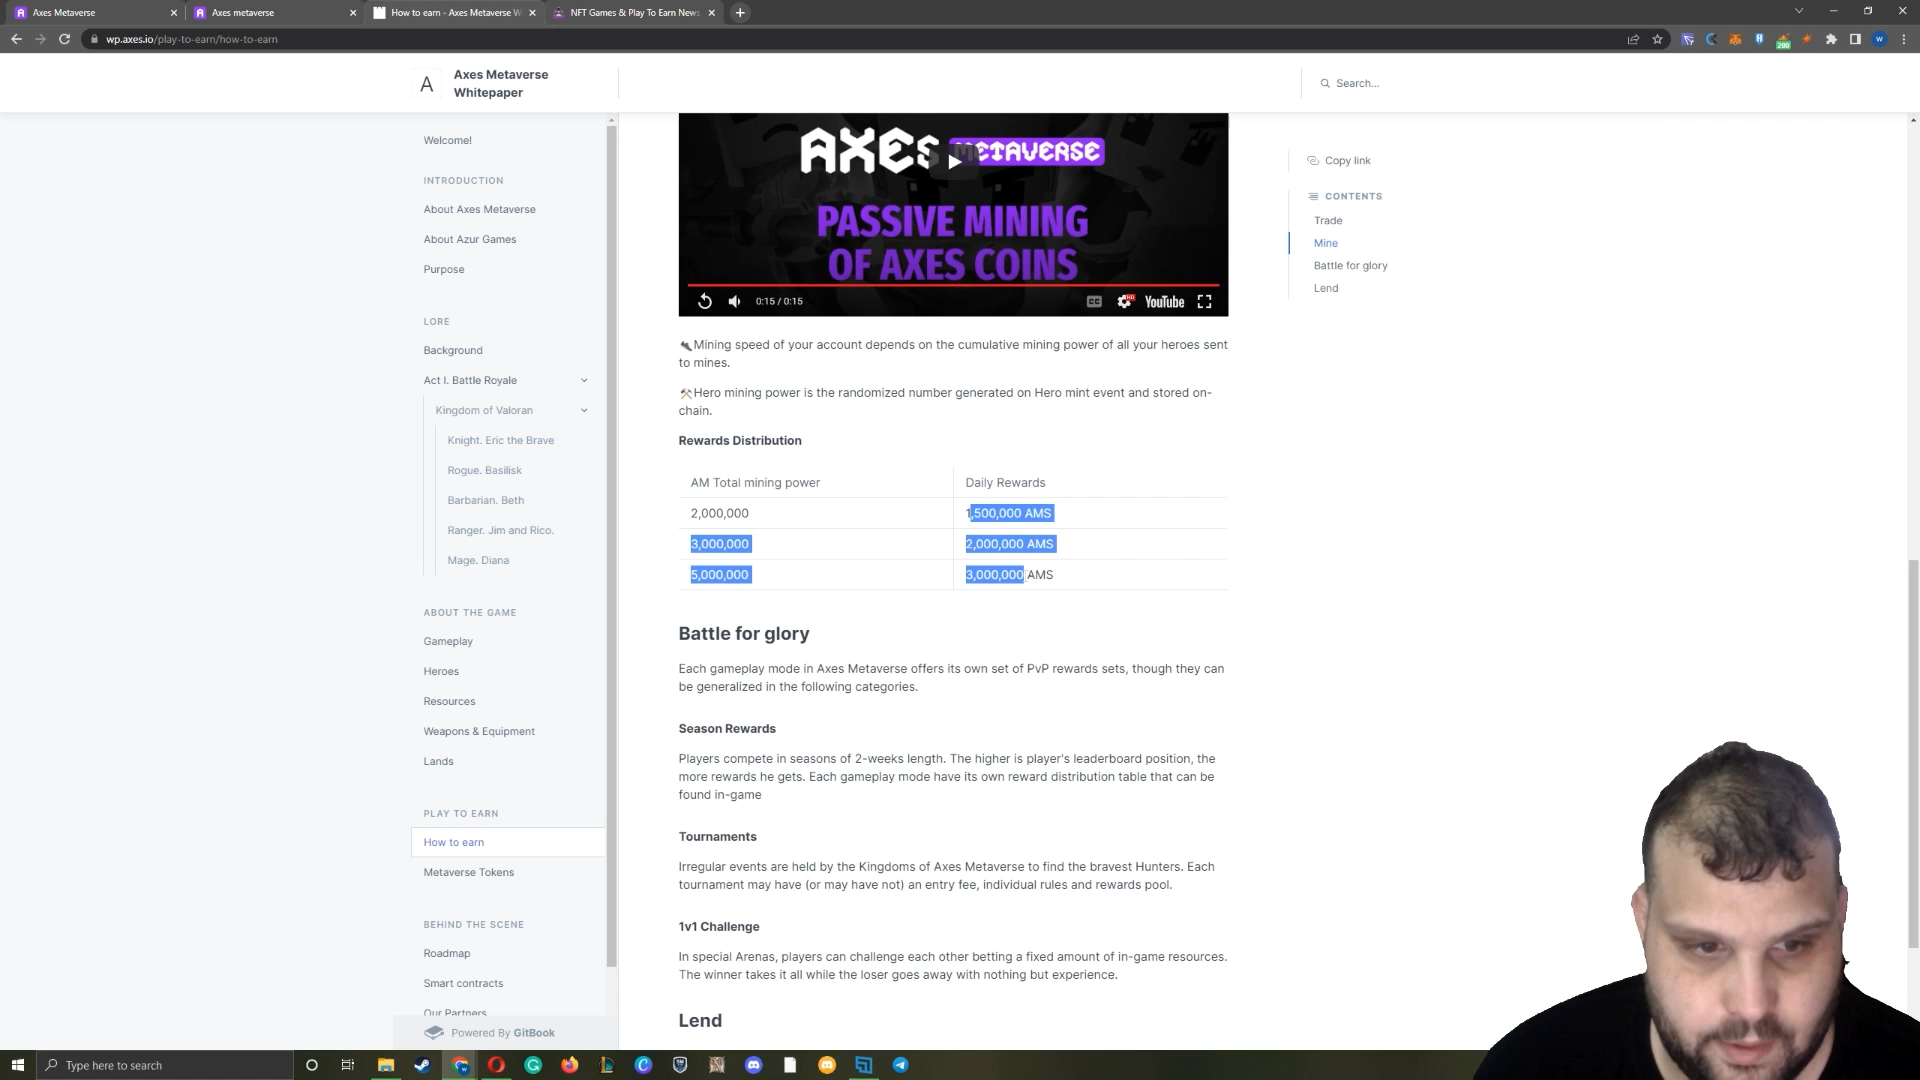 Axes Metaverse
Axes metaverse
How to earn - Axes Metaverse W
NFT Games & Play To Earn News
wp.axes.io/play-to-earn/how-to-earn
200
W
A
Axes Metaverse
Whitepaper
Search...
Welcome!
INTRODUCTION
About Axes Metaverse
About Azur Games
Purpose
LORE
Background
Act I. Battle Royale
Kingdom of Valoran
Knight. Eric the Brave
Rogue. Basilisk
Barbarian. Beth
Ranger. Jim and Rico.
Mage. Diana
ABOUT THE GAME
Gameplay
Heroes
Resources
Weapons & Equipment
Lands
PLAY TO EARN
How to earn
Metaverse Tokens
BEHIND THE SCENE
Roadmap
Smart contracts
Our Partners
Powered By GitBook
AXES METAVERSE
PASSIVE MINING
OF AXES COINS
0:15 / 0:15
CC
HD
YouTube
Mining speed of your account depends on the cumulative mining power of all your heroes sent
to mines.
Hero mining power is the randomized number generated on Hero mint event and stored on-
chain.
Rewards Distribution
AM Total mining power Daily Rewards
2,000,000 1,500,000 AMS
3,000,000 2,000,000 AMS
5,000,000 3,000,000 AMS
Battle for glory
Each gameplay mode in Axes Metaverse offers its own set of PvP rewards sets, though they can
be generalized in the following categories.
Season Rewards
Players compete in seasons of 2-weeks length. The higher is player's leaderboard position, the
more rewards he gets. Each gameplay mode have its own reward distribution table that can be
found in-game
Tournaments
Irregular events are held by the Kingdoms of Axes Metaverse to find the bravest Hunters. Each
tournament may have (or may have not) an entry fee, individual rules and rewards pool.
1v1 Challenge
In special Arenas, players can challenge each other betting a fixed amount of in-game resources.
The winner takes it all while the loser goes away with nothing but experience.
Lend
Copy link
CONTENTS
Trade
Mine
Battle for glory
Lend
Type here to search